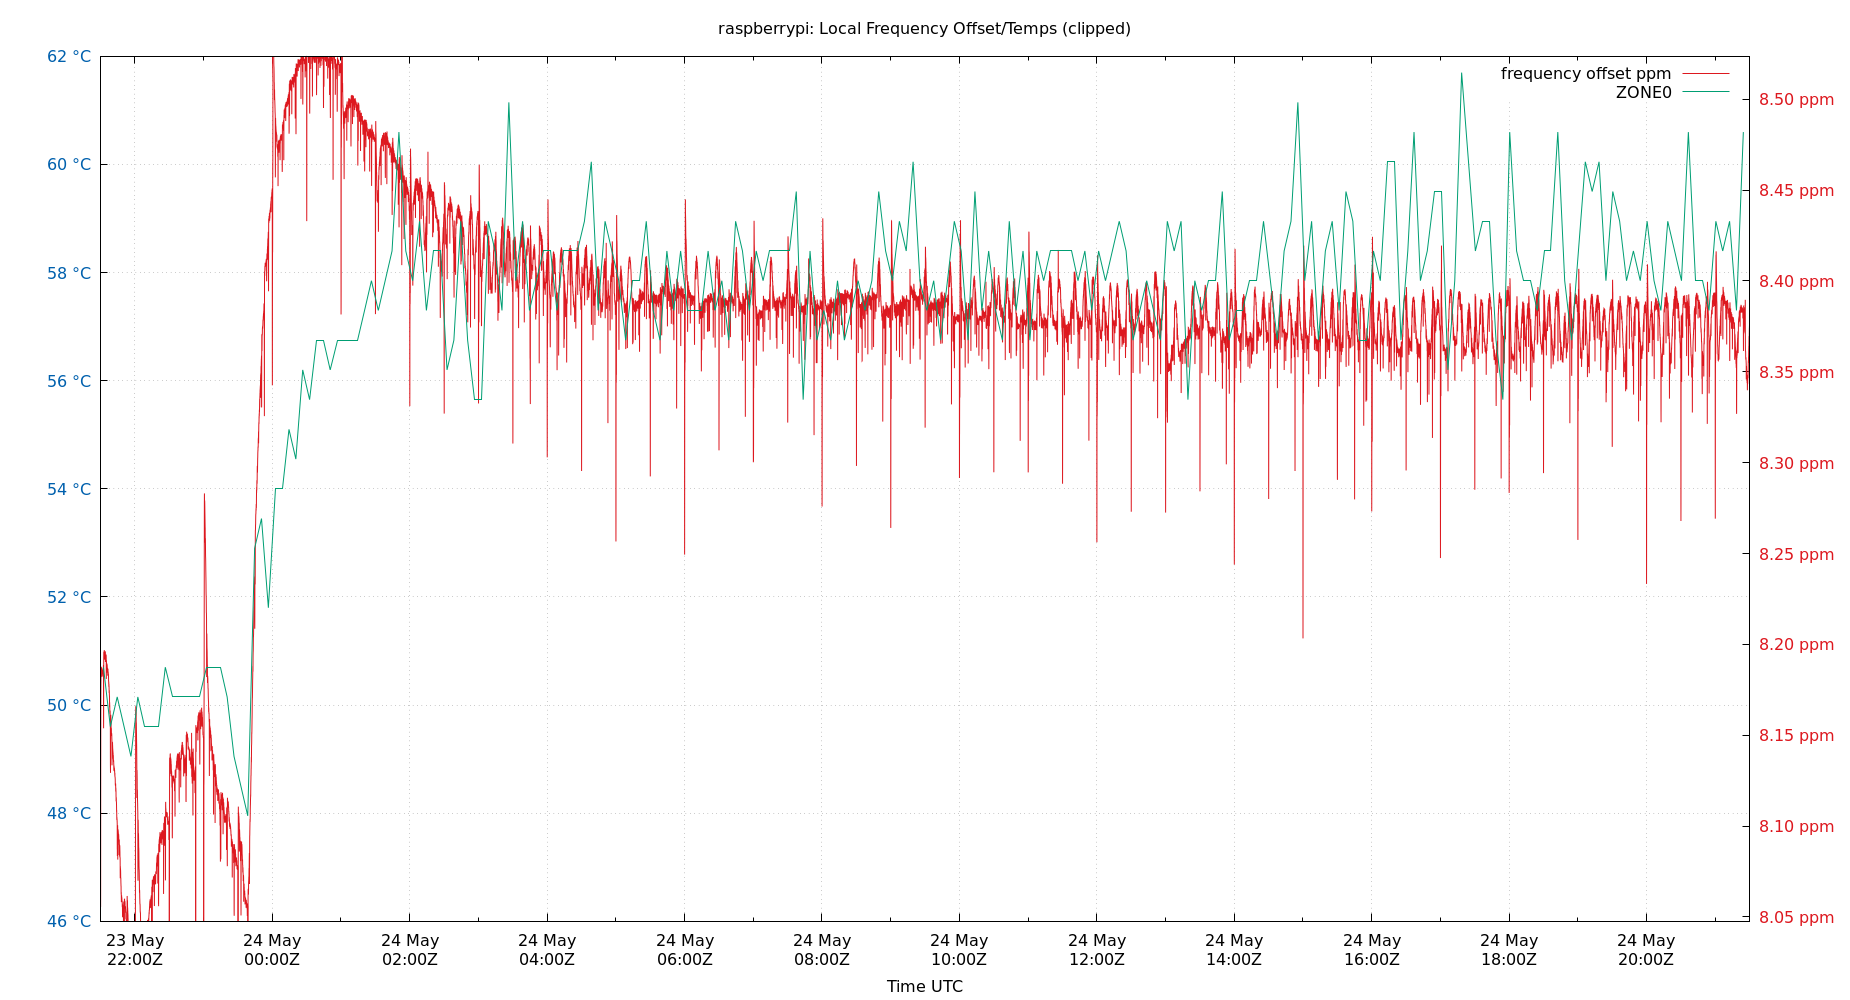 raspberrypi: Local Frequency Offset/Temps (clipped)
62 °C
60 °C
58 °C
56 °C
54 °C
52 °C
50 °C
48 °C
46 °C
frequency offset ppm
ZONE0
8.50 ppm
8.45 ppm
8.40 ppm
8.35 ppm
8.30 ppm
8.25 ppm
8.20 ppm
8.15 ppm
8.10 ppm
8.05 ppm
23 May 24 May 24 May 24 May 24 May 24 May 24 May 24 May 24 May 24 May 24 May 24 May
22:00Z 00:00Z 02:00Z 04:00Z 06:00Z 08:00Z 10:00Z 12:00Z 14:00Z 16:00Z 18:00Z 20:00Z
Time UTC